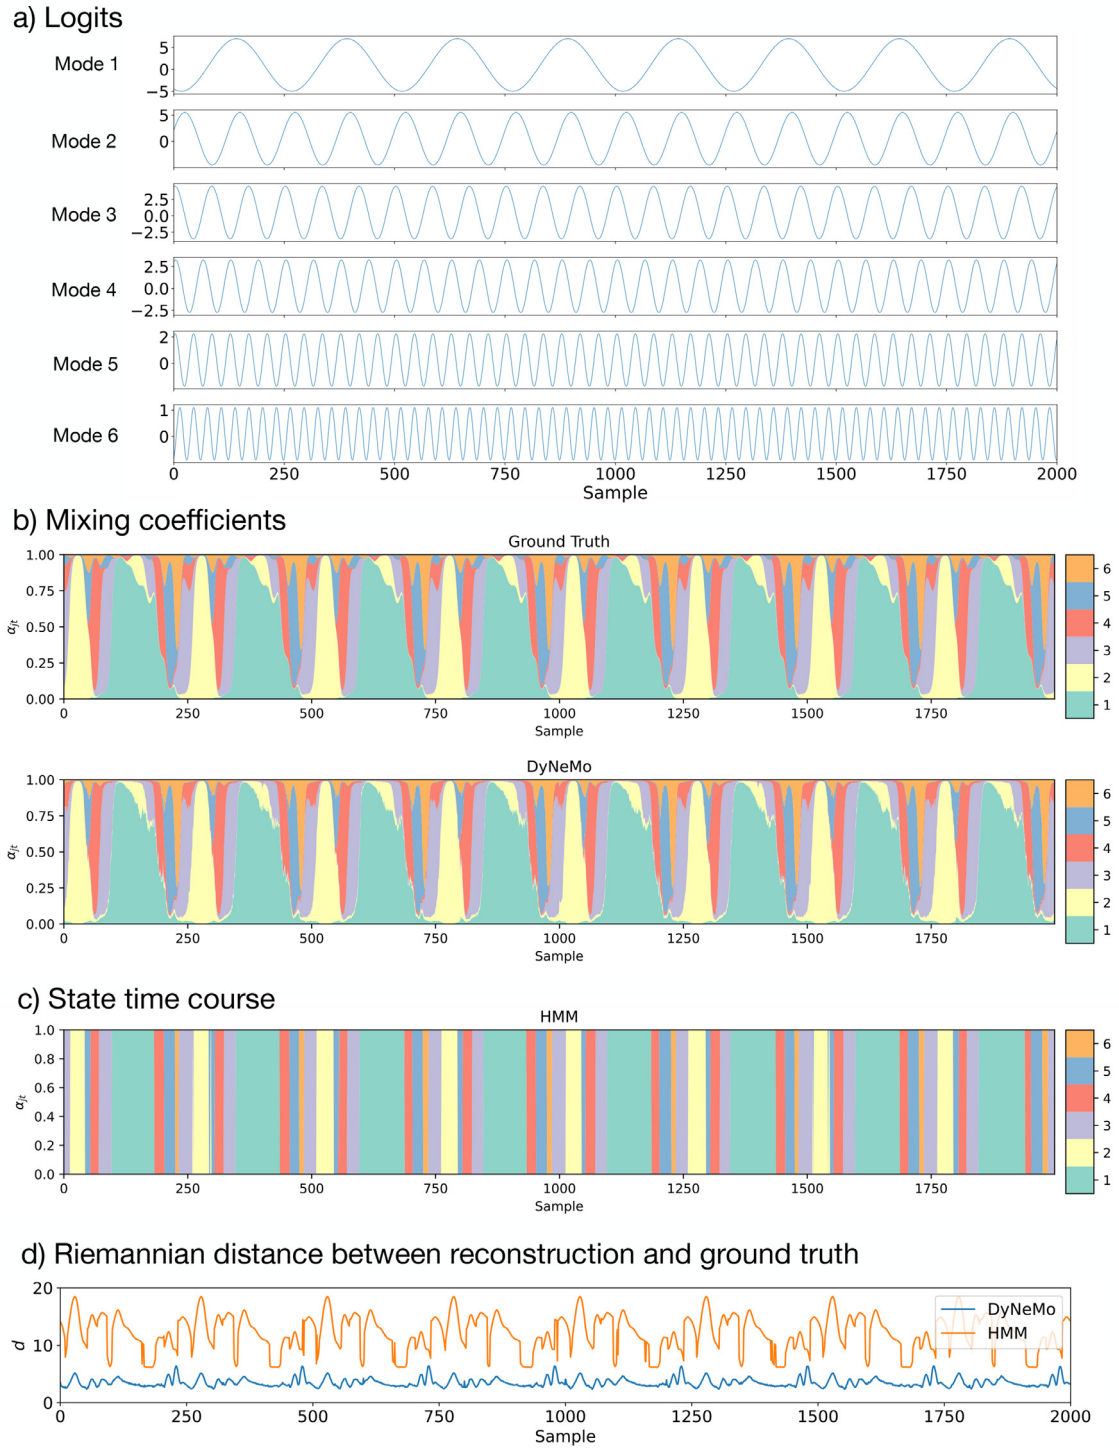 a) Logits
Mode 1
5
0
−5
Mode 2
5
0
Mode 3
2.5
0.0
−2.5
Mode 4
2.5
0.0
−2.5
Mode 5
2
0
Mode 6
1
0
0 250 500 750 1000 1250 1500 1750 2000
Sample
b) Mixing coefficients
Ground Truth
1.00
0.75
0.50
0.25
0.00
αjt
0 250 500 750 1000 1250 1500 1750
Sample
6
5
4
3
2
1
DyNeMo
1.00
0.75
0.50
0.25
0.00
αjt
0 250 500 750 1000 1250 1500 1750
Sample
6
5
4
3
2
1
c) State time course
HMM
1.0
0.8
0.6
0.4
0.2
0.0
αjt
0 250 500 750 1000 1250 1500 1750
Sample
6
5
4
3
2
1
d) Riemannian distance between reconstruction and ground truth
20
10
0
d
DyNeMo
HMM
0 250 500 750 1000 1250 1500 1750 2000
Sample